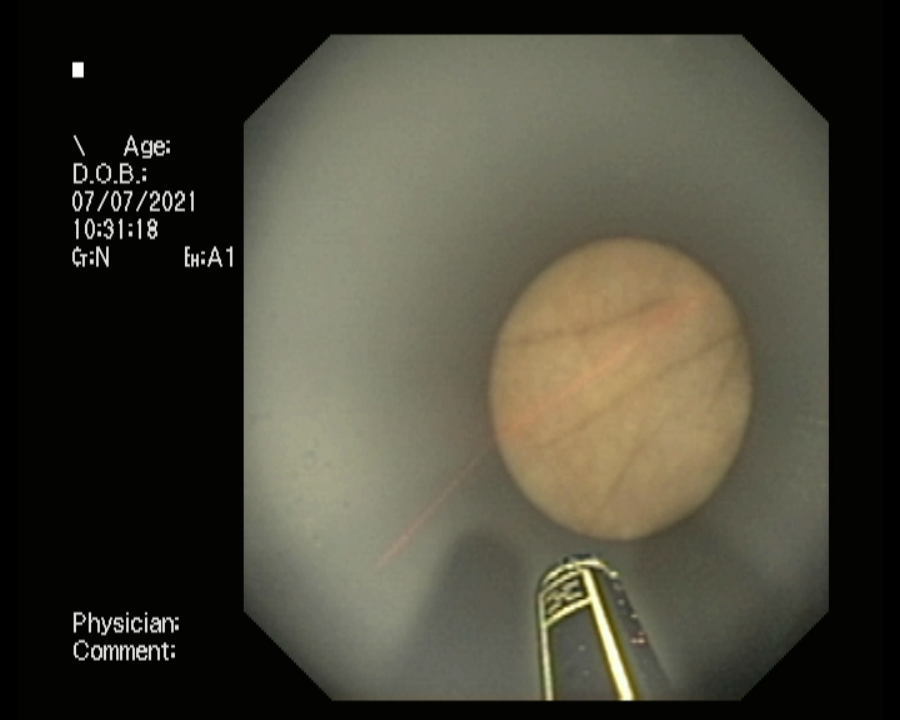 \ Age:
D.O.B.:
07/07/2021
10:31:18
Cr:N EH:A1
Physician:
Comment: